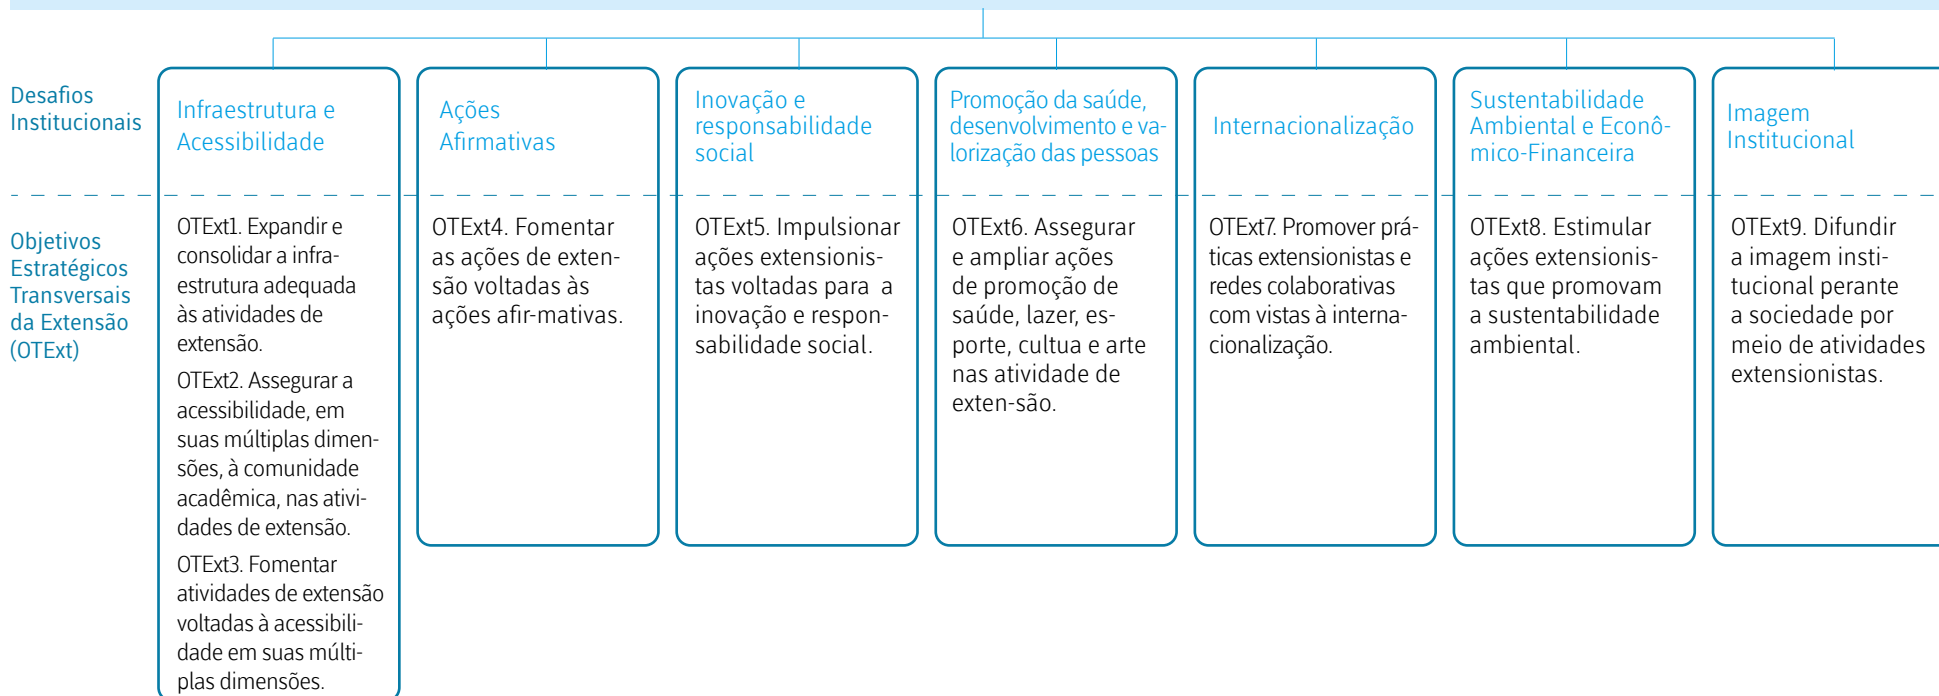 Desafios
Institucionais
Infraestrutura e
Acessibilidade
Ações
Afirmativas
Inovação e
responsabilidade
social
Promoção da saúde,
desenvolvimento e va-
lorização das pessoas
Internacionalização
Sustentabilidade
Ambiental e Econô-
mico-Financeira
Imagem
Institucional
Objetivos
Estratégicos
Transversais
da Extensão
(OTExt)
OTExt1. Expandir e
consolidar a infra-
estrutura adequada
às atividades de
extensão.
OTExt2. Assegurar a
acessibilidade, em
suas múltiplas dimen-
sões, à comunidade
acadêmica, nas ativi-
dades de extensão.
OTExt3. Fomentar
atividades de extensão
voltadas à acessibili-
dade em suas múlti-
plas dimensões.
OTExt4. Fomentar
as ações de exten-
são voltadas às
ações afir-mativas.
OTExt5. Impulsionar
ações extensionis-
tas voltadas para  a
inovação e respon-
sabilidade social.
OTExt6. Assegurar
e ampliar ações
de promoção de
saúde, lazer, es-
porte, cultua e arte
nas atividade de
exten-são.
OTExt7. Promover prá-
ticas extensionistas e
redes colaborativas
com vistas à interna-
cionalização.
OTExt8. Estimular
ações extensionis-
tas que promovam
a sustentabilidade
ambiental.
OTExt9. Difundir
a imagem insti-
tucional perante
a sociedade por
meio de atividades
extensionistas.